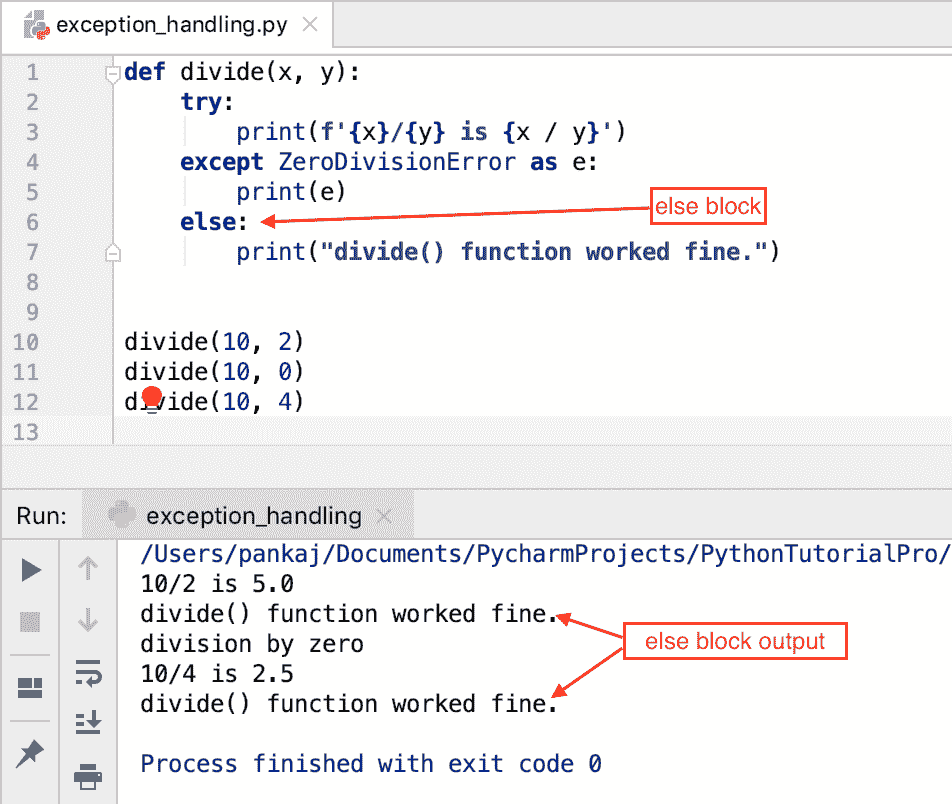 exception_handling.py
1 def divide(x, y):
2     try:
3         print(f'{x}/{y} is {x / y}')
4     except ZeroDivisionError as e:
5         print(e)
6     else:
else block
7         print("divide() function worked fine.")
8
9
10 divide(10, 2)
11 divide(10, 0)
12 divide(10, 4)
13
Run: exception_handling
/Users/pankaj/Documents/PycharmProjects/PythonTutorialPro/
10/2 is 5.0
divide() function worked fine.
else block output
division by zero
10/4 is 2.5
divide() function worked fine.
Process finished with exit code 0